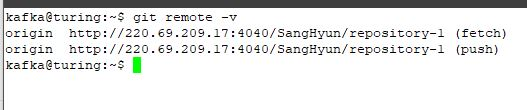 kafka@turing:~$ git remote -v
origin  http://220.69.209.17:4040/SangHyun/repository-1 (fetch)
origin  http://220.69.209.17:4040/SangHyun/repository-1 (push)
kafka@turing:~$